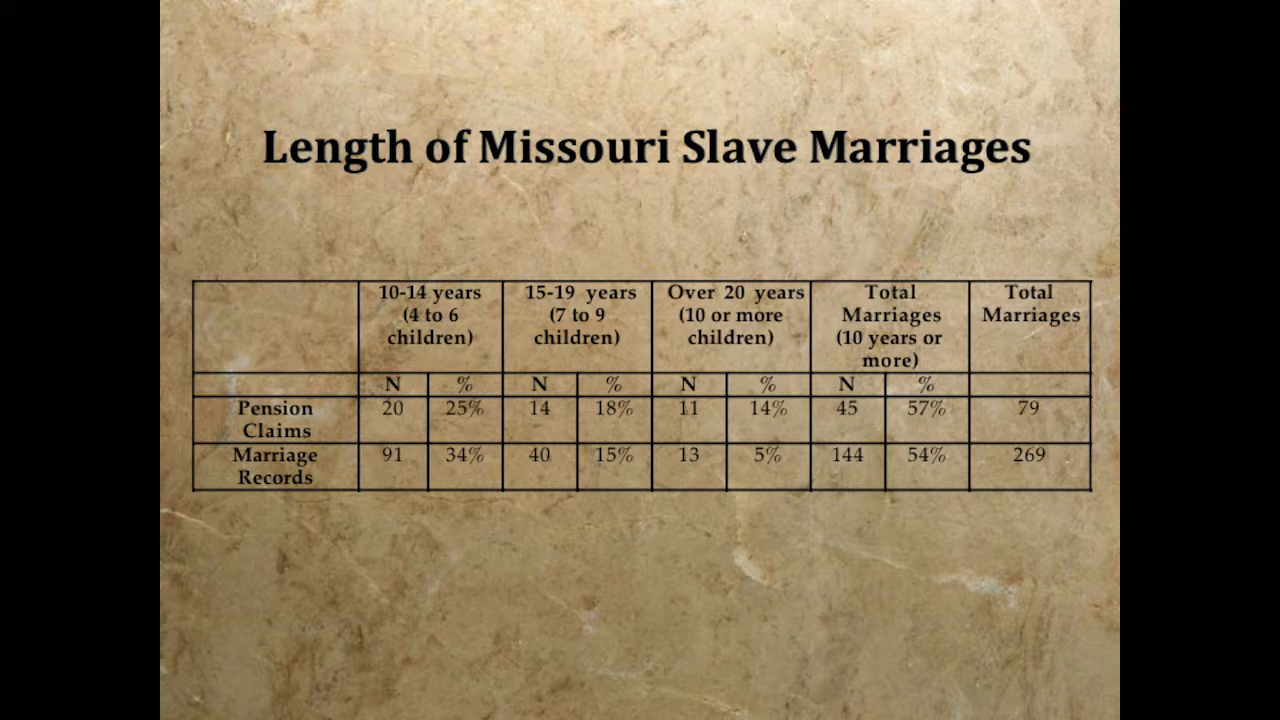 Length of Missouri Slave Marriages
10-14 years (4 to 6 children) 15-19 years (7 to 9 children) Over 20 years (10 or more children) Total Marriages (10 years or more) Total Marriages
N % N % N % N %
Pension Claims 20 25% 14 18% 11 14% 45 57% 79
Marriage Records 91 34% 40 15% 13 5% 144 54% 269